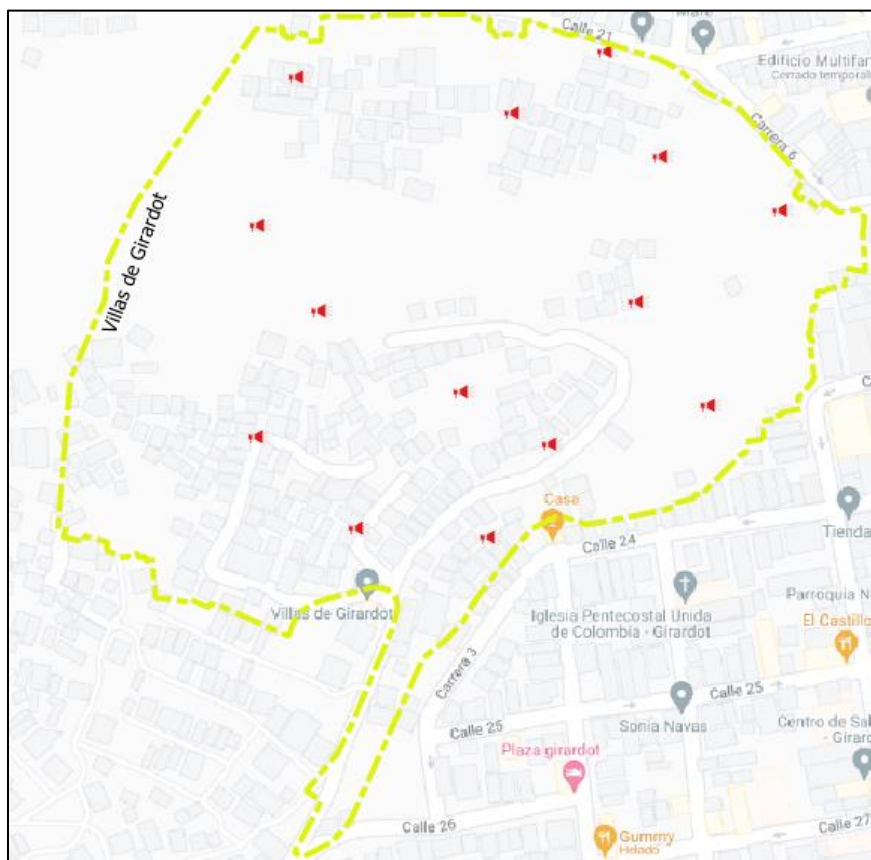 Calle 21
Edificio Multifan
Cerrado temporal
Carrera 6
Villas de Girardot
Casa
Calle 24
Tienda
Villas de Girardot
Iglesia Pentecostal Unida
de Colombia - Girardot
Parroquia N
El Castillo
Carrera 3
Calle 25
Calle 25
Sonia Navas
Centro de Sal
- Girard
Plaza girardot
Calle 26
Calle 27
Gummy
Helado